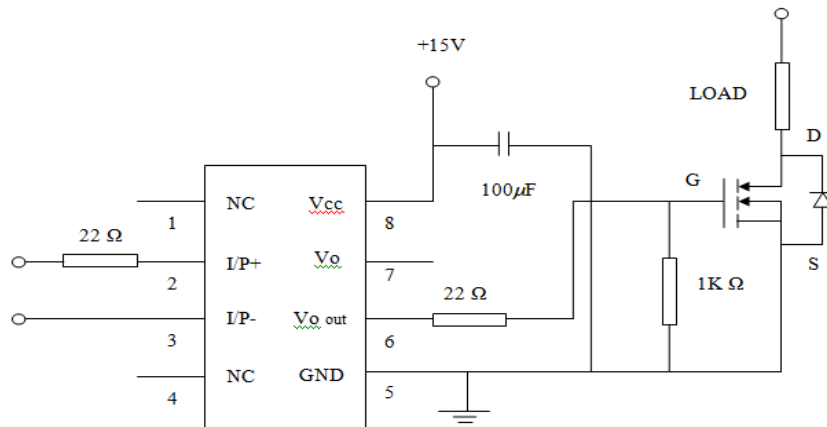 +15V
LOAD
D
100μF
G
NC
Vcc
1
8
22 Ω
I/P+
Vo
2
7
S
22 Ω
1K Ω
I/P-
Vo out
3
6
NC
GND
4
5